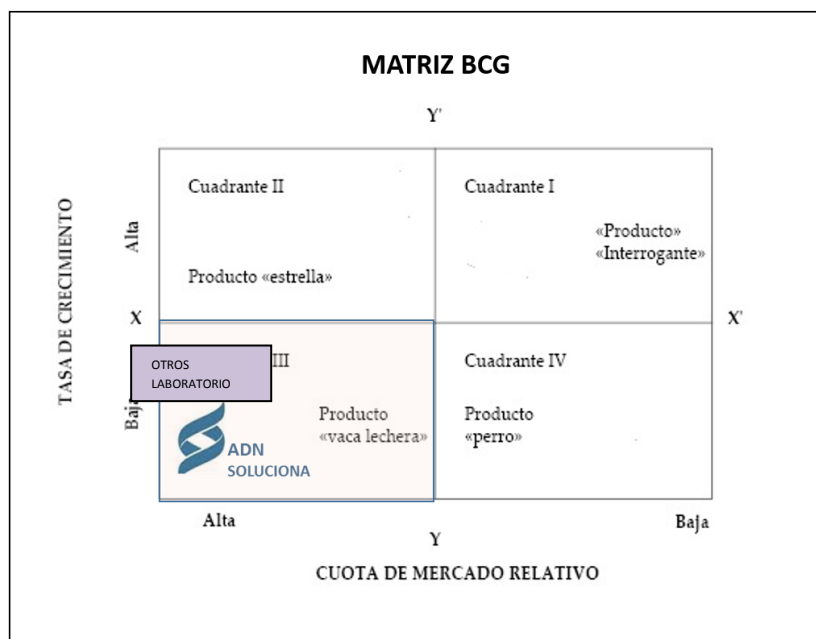 MATRIZ BCG
Y'
Cuadrante II
Cuadrante I
«Producto»
«Interrogante»
Producto «estrella»
TASA DE CRECIMIENTO
Alta
X
X'
OTROS
LABORATORIO
III
Cuadrante IV
Baja
Producto
«vaca lechera»
Producto
«perro»
ADN
SOLUCIONA
Alta
Y
Baja
CUOTA DE MERCADO RELATIVO